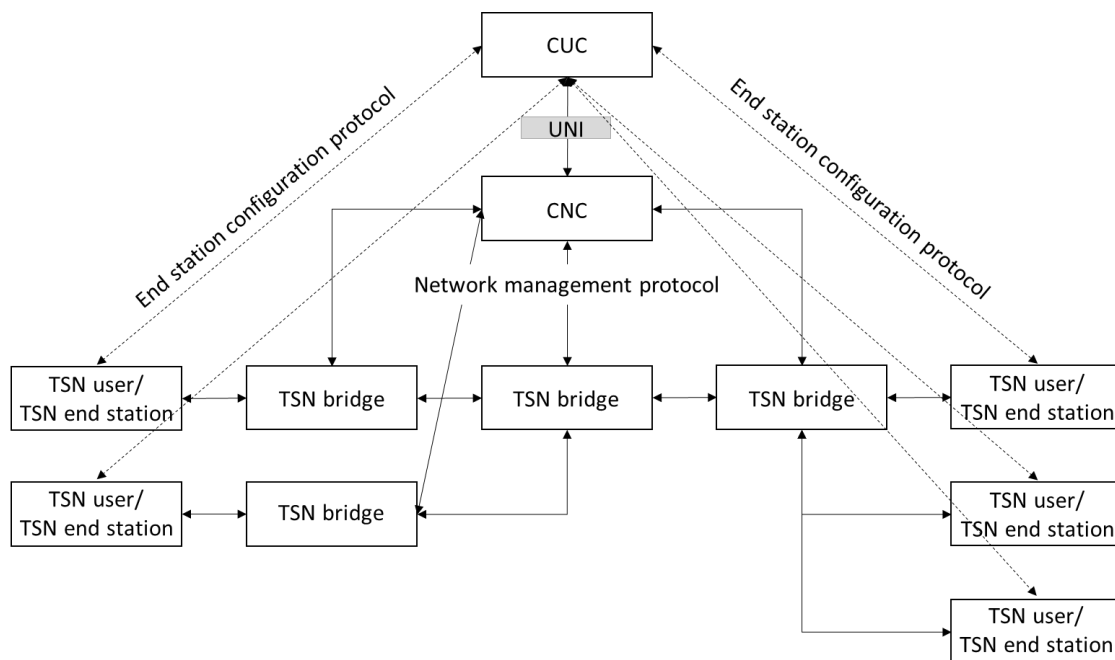 CUC
End station configuration protocol
End station configuration protocol
UNI
CNC
Network management protocol
TSN user/
TSN end station
TSN bridge
TSN bridge
TSN bridge
TSN user/
TSN end station
TSN user/
TSN end station
TSN bridge
TSN user/
TSN end station
TSN user/
TSN end station